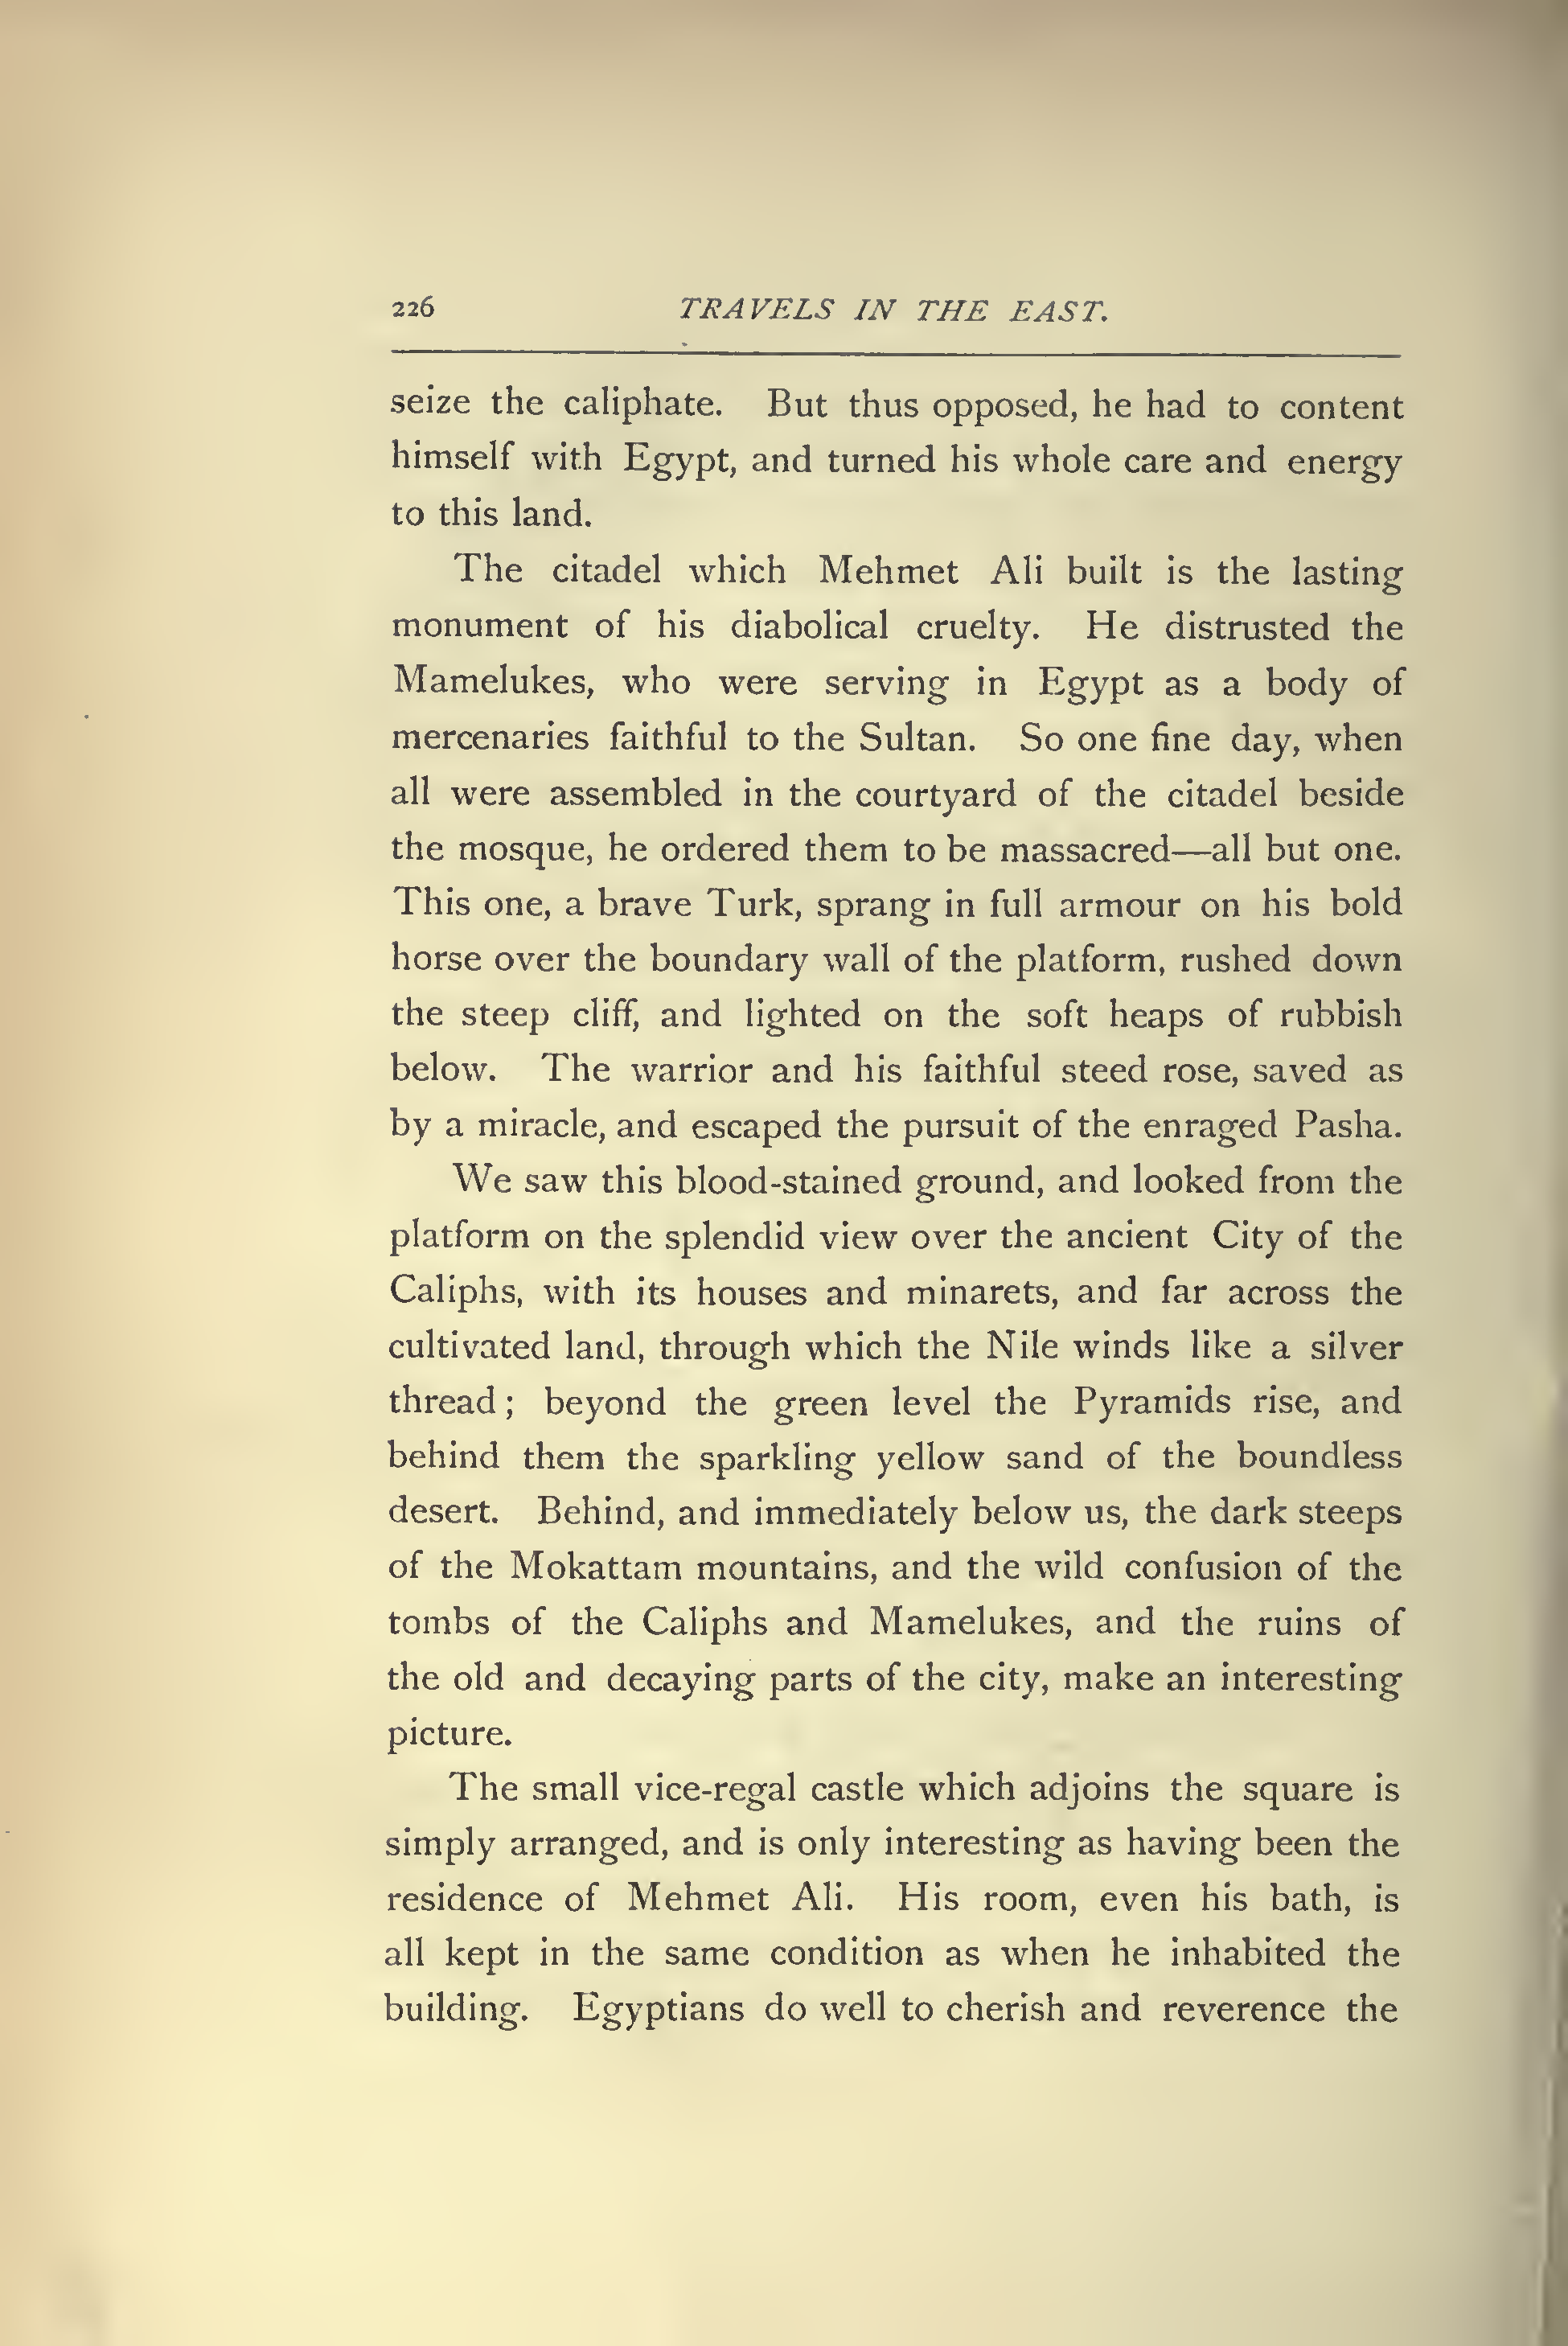 226 TRAVELS IN THE EAST.
seize the caliphate. But thus opposed, he had to content
himself with Egypt, and turned his whole care and energy
to this land.
The citadel which Mehmet Ali built is the lasting
monument of his diabolical cruelty. He distrusted the
Mamelukes, who were serving in Egypt as a body of
mercenaries faithful to the Sultan. So one fine day, when
all were assembled in the courtyard of the citadel beside
the mosque, he ordered them to be massacred—all but one.
This one, a brave Turk, sprang in full armour on his bold
horse over the boundary wall of the platform, rushed down
the steep cliff, and lighted on the soft heaps of rubbish
below. The warrior and his faithful steed rose, saved as
by a miracle, and escaped the pursuit of the enraged Pasha.
We saw this blood-stained ground, and looked from the
platform on the splendid view over the ancient City of the
Caliphs, with its houses and minarets, and far across the
cultivated land, through which the Nile winds like a silver
thread; beyond the green level the Pyramids rise, and
behind them the sparkling yellow sand of the boundless
desert. Behind, and immediately below us, the dark steeps
of the Mokattam mountains, and the wild confusion of the
tombs of the Caliphs and Mamelukes, and the ruins of
the old and decaying parts of the city, make an interesting
picture.
The small vice-regal castle which adjoins the square is
simply arranged, and is only interesting as having been the
residence of Mehmet Ali. His room, even his bath, is
all kept in the same condition as when he inhabited the
building. Egyptians do well to cherish and reverence the